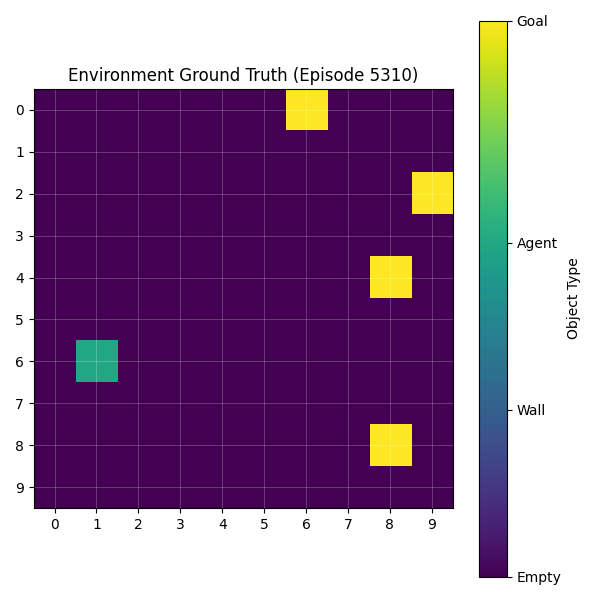 Environment Ground Truth (Episode 5310)
0
1
2
3
4
5
6
7
8
9
0 1 2 3 4 5 6 7 8 9
Goal
Agent
Wall
Empty
Object Type